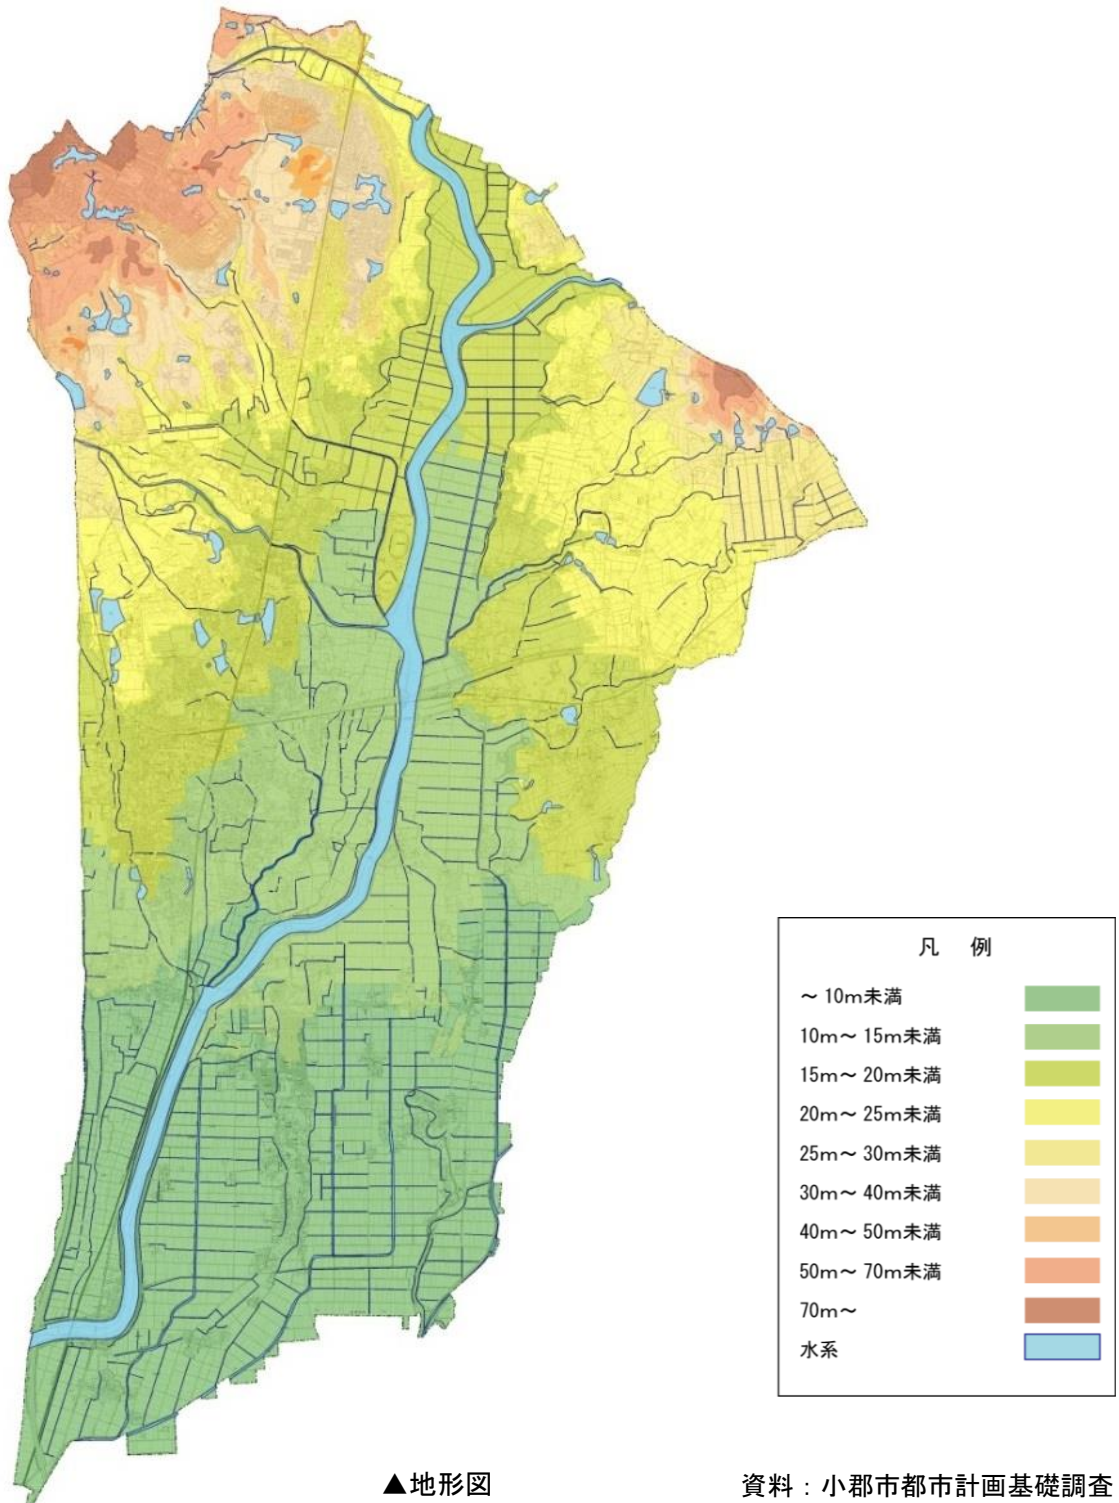 凡 例
～ 10m未満
10m～ 15m未満
15m～ 20m未満
20m～ 25m未満
25m～ 30m未満
30m～ 40m未満
40m～ 50m未満
50m～ 70m未満
70m～
水系
▲地形図
資料：小郡市都市計画基礎調査